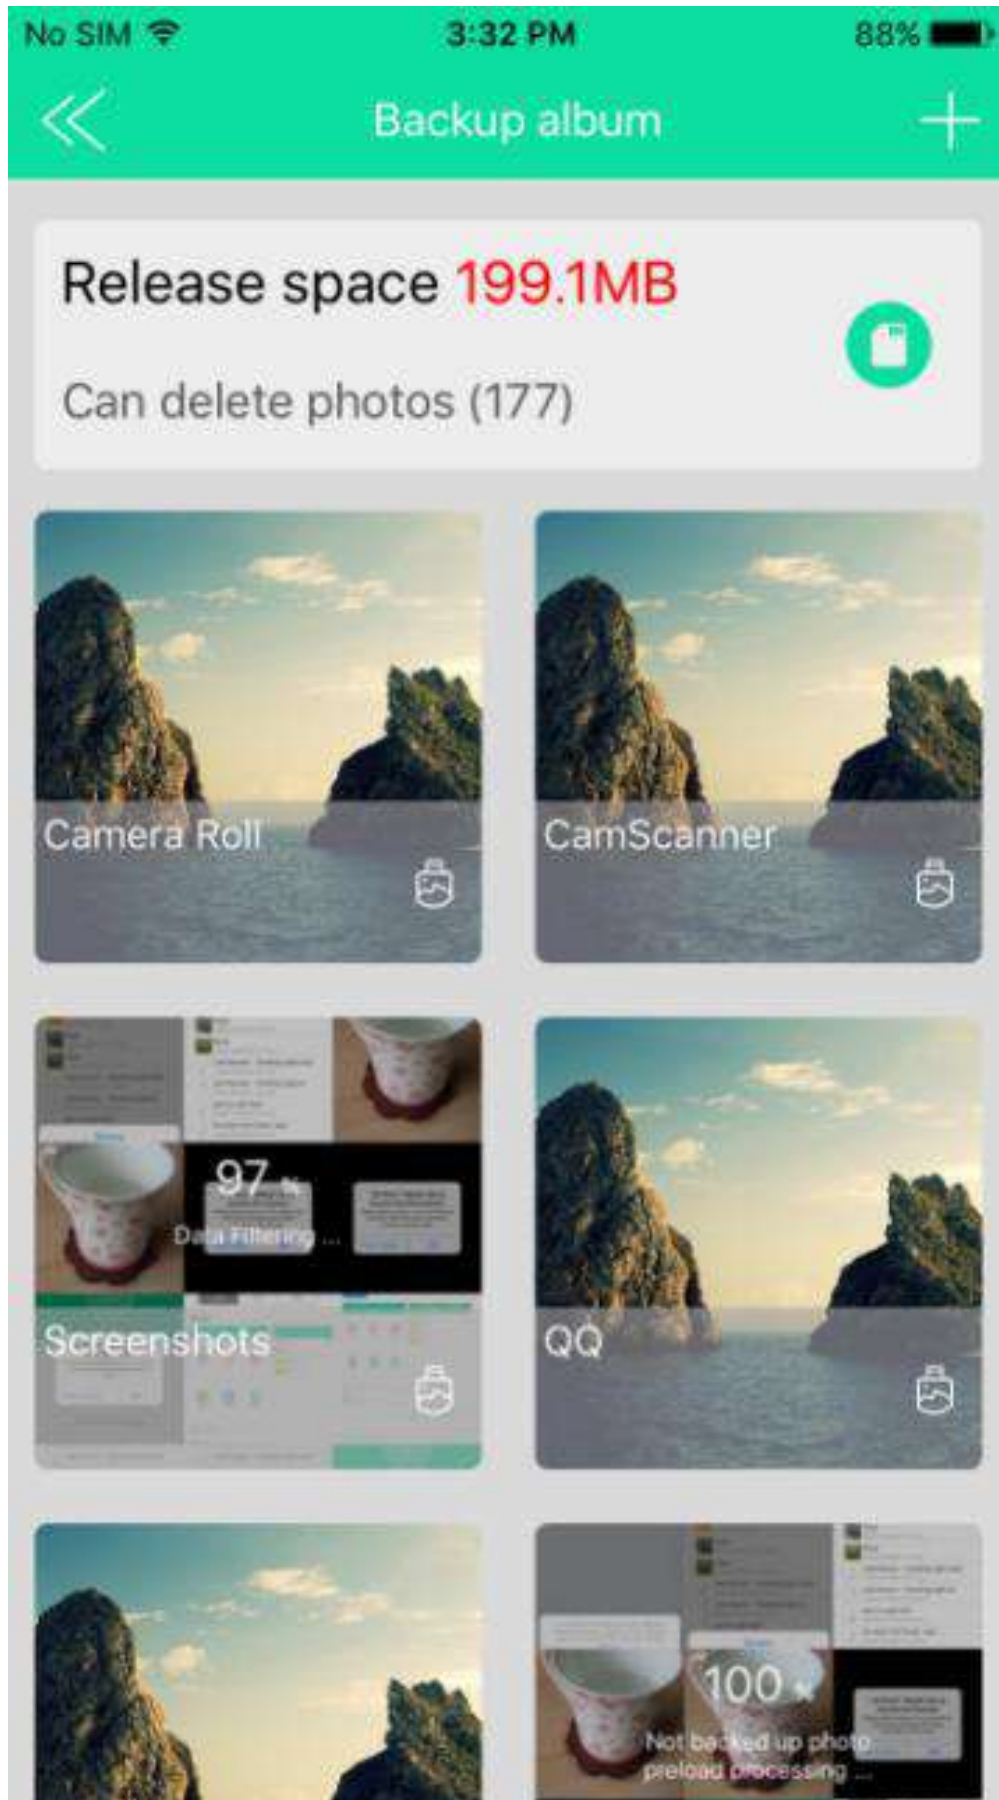 No SIM
3:32 PM
88%
Backup album
Release space 199.1MB
Can delete photos (177)
Camera Roll
CamScanner
97 %
Data Filtering ...
Screenshots
QQ
100 %
Not backed up photo
preload processing ...